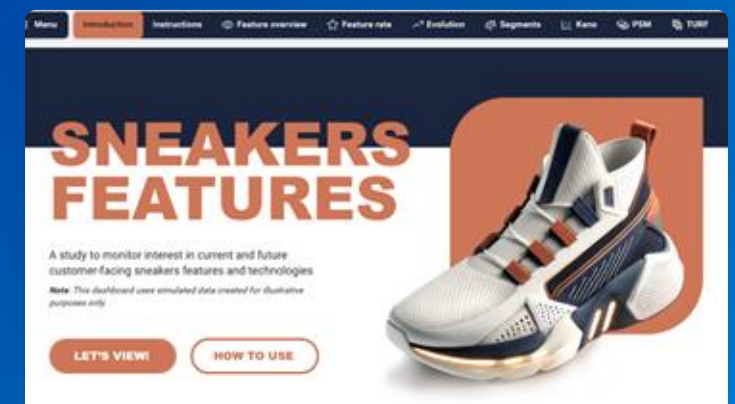 Menu Introduction Instructions Feature overview Feature rate Evolution Segments Kano PSM TURF
SNEAKERS
FEATURES
A study to monitor interest in current and future
customer-facing sneakers features and technologies
Note: This dashboard uses simulated data created for illustrative
purposes only.
LET'S VIEW! HOW TO USE